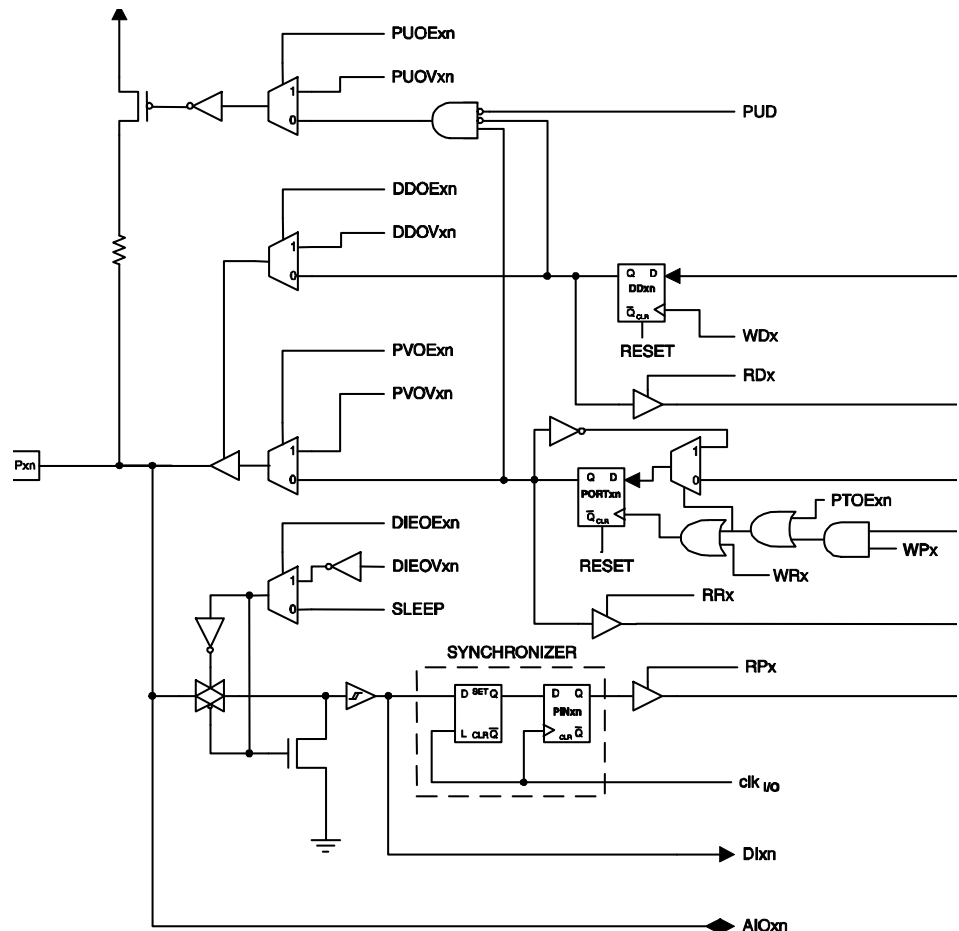 PUOExn
PUOVxn
1
0
PUD
DDOExn
DDOVxn
1
0
Q D
DDxn
Q CLR
WDx
RESET
RDx
PVOExn
PVOVxn
1
0
Pxn
1
0
Q D
PORTxn
Q CLR
PTOExn
WPx
WRx
RESET
RRx
DIEOExn
DIEOVxn
1
0
SLEEP
SYNCHRONIZER
RPx
D SET Q
L CLR Q
D Q
PINxn
CLR Q
clk I/O
DIxn
AIOxn